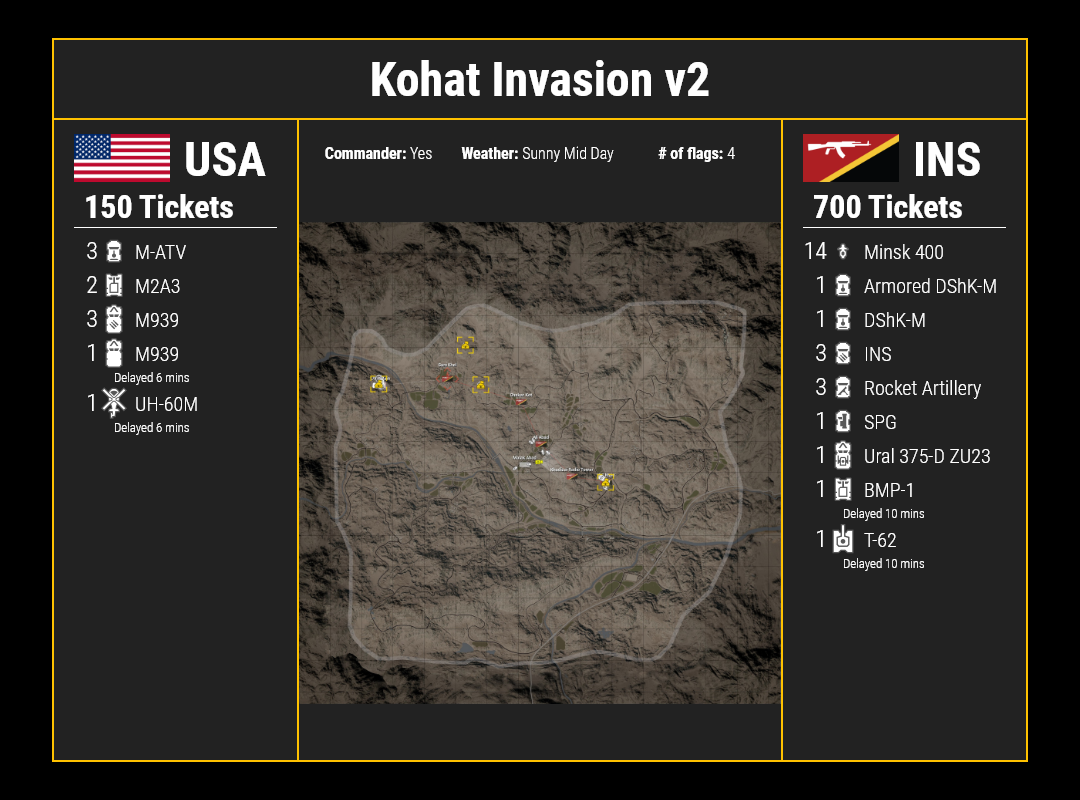 Kohat Invasion v2
USA
150 Tickets
3 M-ATV
2 M2A3
3 M939
1 M939
Delayed 6 mins
1 UH-60M
Delayed 6 mins
Commander: Yes Weather: Sunny Mid Day # of flags: 4
INS
700 Tickets
14 Minsk 400
1 Armored DShK-M
1 DShK-M
3 INS
3 Rocket Artillery
1 SPG
1 Ural 375-D ZU23
1 BMP-1
Delayed 10 mins
1 T-62
Delayed 10 mins